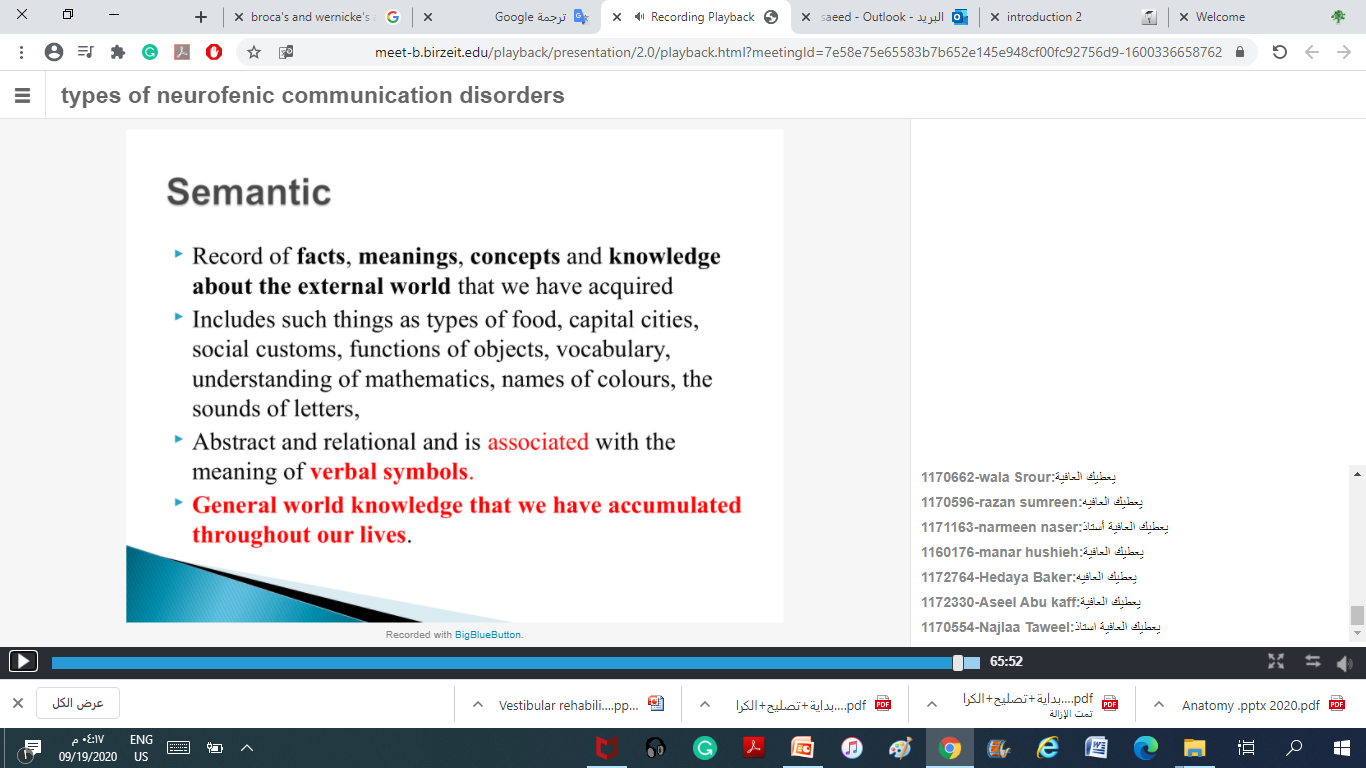 broca's and wernicke's a
ترجمة Google
Recording Playback
saeed - Outlook - البريد
introduction 2
Welcome
meet-b.birzeit.edu/playback/presentation/2.0/playback.html?meetingId=7e58e75e65583b7b652e145e948cf00fc92756d9-1600336658762
types of neurofenic communication disorders
Semantic
Record of facts, meanings, concepts and knowledge
about the external world that we have acquired
Includes such things as types of food, capital cities,
social customs, functions of objects, vocabulary,
understanding of mathematics, names of colours, the
sounds of letters,
Abstract and relational and is associated with the
meaning of verbal symbols.
General world knowledge that we have accumulated
throughout our lives.
Recorded with BigBlueButton.
1170662-wala Srour:يعطيك العافية
1170596-razan sumreen:يعطيك العافيه
1171163-narmeen naser:يعطيك العافية أستاذ
1160176-manar hushieh:يعطيك العافية
1172764-Hedaya Baker:يعطيك العافيه
1172330-Aseel Abu kaff:يعطيك العافية
1170554-Najlaa Taweel:يعطيك العافية استاذ
65:52
عرض الكل
Vestibular rehabili....pp...
بداية+تصليح+الكرا....pdf
بداية+تصليح+الكرا....pdf
تمت الإزالة
Anatomy .pptx 2020.pdf
٠٤:١٧ م
09/19/2020
ENG
US
1